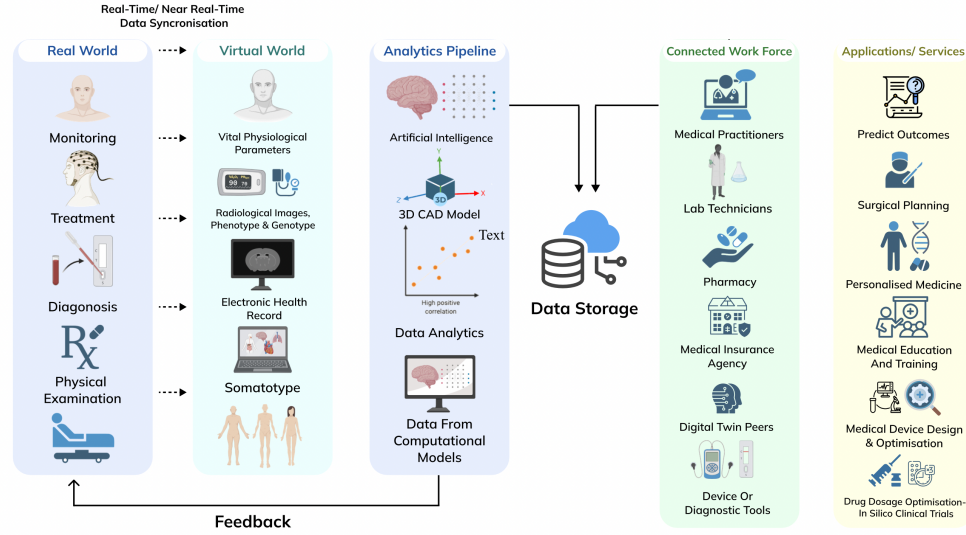 Real-Time/ Near Real-Time
Data Syncronisation
Real World
Monitoring
Treatment
Diagonosis
Rx
Physical
Examination
Virtual World
Vital Physiological
Parameters
Radiological Images,
Phenotype & Genotype
Electronic Health
Record
Somatotype
Analytics Pipeline
Artificial Intelligence
Y
X
Z
3D
3D CAD Model
Text
High positive
correlation
Data Analytics
Data From
Computational
Models
Feedback
Data Storage
Connected Work Force
Medical Practitioners
Lab Technicians
Pharmacy
Medical Insurance
Agency
Digital Twin Peers
Device Or
Diagnostic Tools
Applications/ Services
Predict Outcomes
Surgical Planning
Personalised Medicine
Medical Education
And Training
Medical Device Design
& Optimisation
Drug Dosage Optimisation-
In Silico Clinical Trials